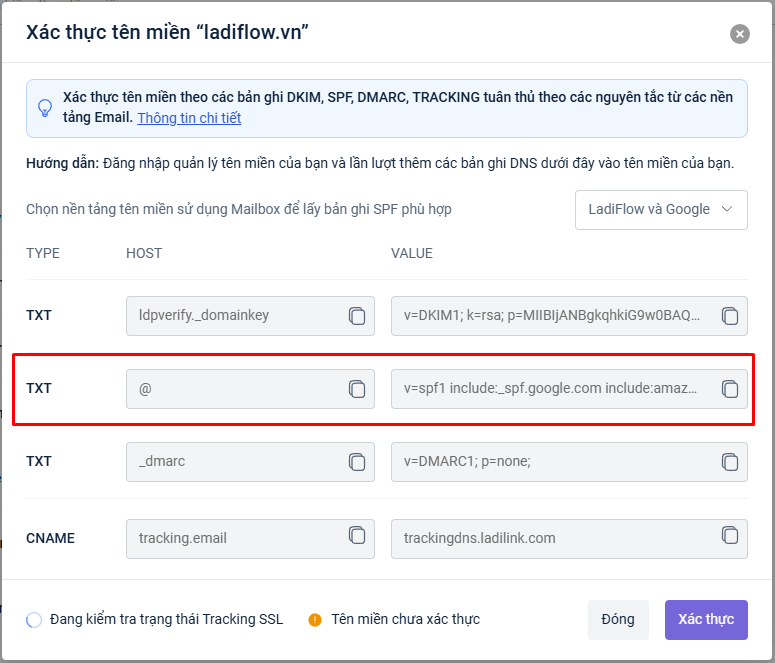 Xác thực tên miền “ladiflow.vn”
Xác thực tên miền theo các bản ghi DKIM, SPF, DMARC, TRACKING tuân thủ theo các nguyên tắc từ các nền
tảng Email. Thông tin chi tiết
Hướng dẫn: Đăng nhập quản lý tên miền của bạn và lần lượt thêm các bản ghi DNS dưới đây vào tên miền của bạn.
Chọn nền tảng tên miền sử dụng Mailbox để lấy bản ghi SPF phù hợp
LadiFlow và Google
TYPE HOST VALUE
TXT ldpverify._domainkey v=DKIM1; k=rsa; p=MIIBIjANBgkqhkiG9w0BAQ...
TXT @ v=spf1 include:_spf.google.com include:amaz...
TXT _dmarc v=DMARC1; p=none;
CNAME tracking.email trackingdns.ladilink.com
Đang kiểm tra trạng thái Tracking SSL Tên miền chưa xác thực Đóng Xác thực